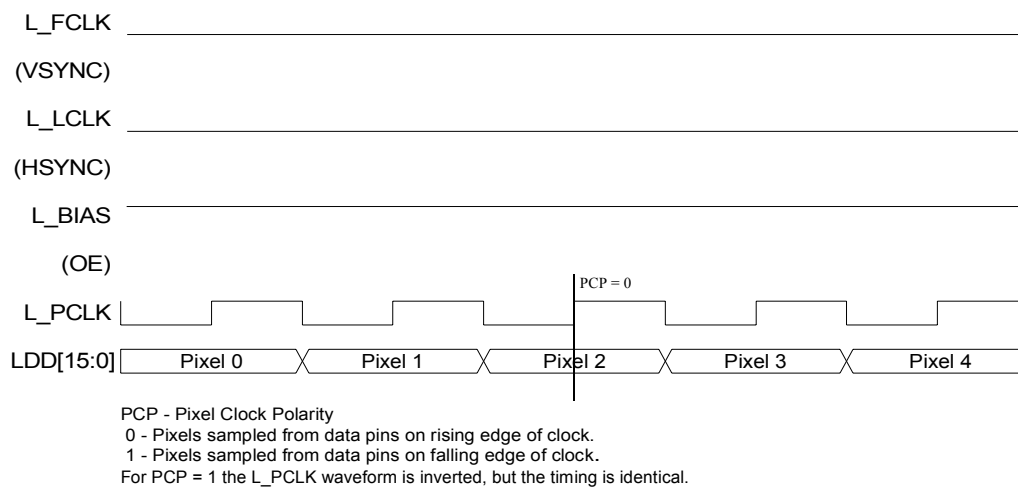 L_FCLK
(VSYNC)
L_LCLK
(HSYNC)
L_BIAS
(OE)
PCP = 0
L_PCLK
LDD[15:0] Pixel 0 Pixel 1 Pixel 2 Pixel 3 Pixel 4
PCP - Pixel Clock Polarity
0 - Pixels sampled from data pins on rising edge of clock.
1 - Pixels sampled from data pins on falling edge of clock.
For PCP = 1 the L_PCLK waveform is inverted, but the timing is identical.